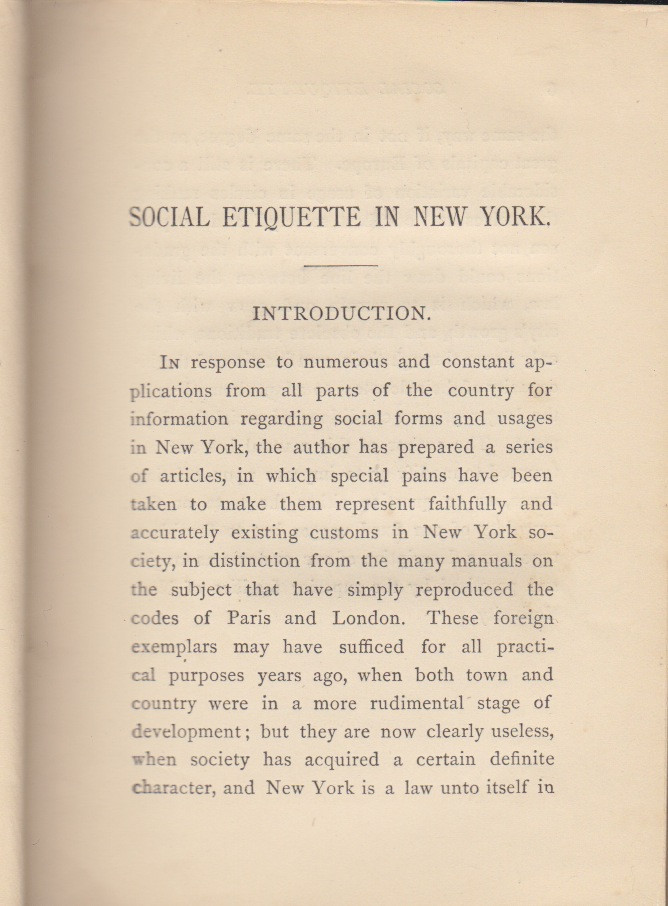 SOCIAL ETIQUETTE IN NEW YORK.
INTRODUCTION.
In response to numerous and constant ap-
plications from all parts of the country for
information regarding social forms and usages
in New York, the author has prepared a series
of articles, in which special pains have been
taken to make them represent faithfully and
accurately existing customs in New York so-
ciety, in distinction from the many manuals on
the subject that have simply reproduced the
codes of Paris and London. These foreign
exemplars may have sufficed for all practi-
cal purposes years ago, when both town and
country were in a more rudimental stage of
development; but they are now clearly useless,
when society has acquired a certain definite
character, and New York is a law unto itself in